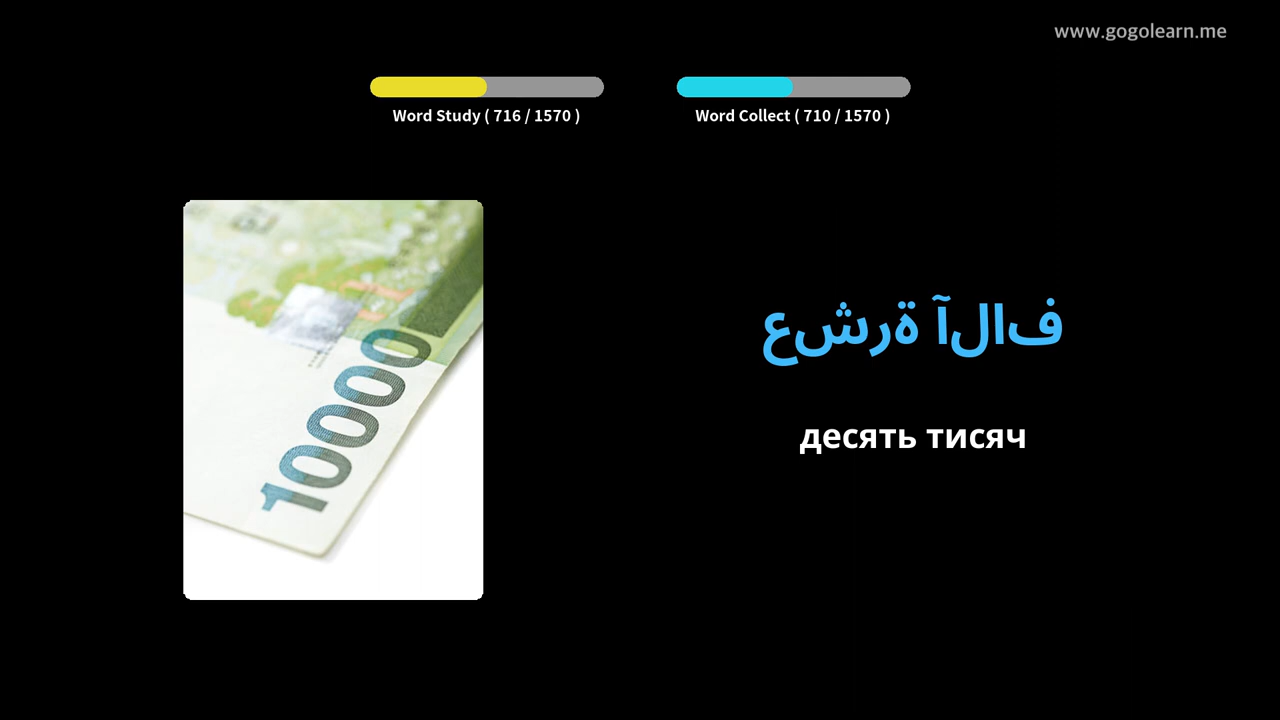 www.gogolearn.me
Word Study ( 716 / 1570 )
Word Collect ( 710 / 1570 )
10000
عشرة آلاف
десять тисяч